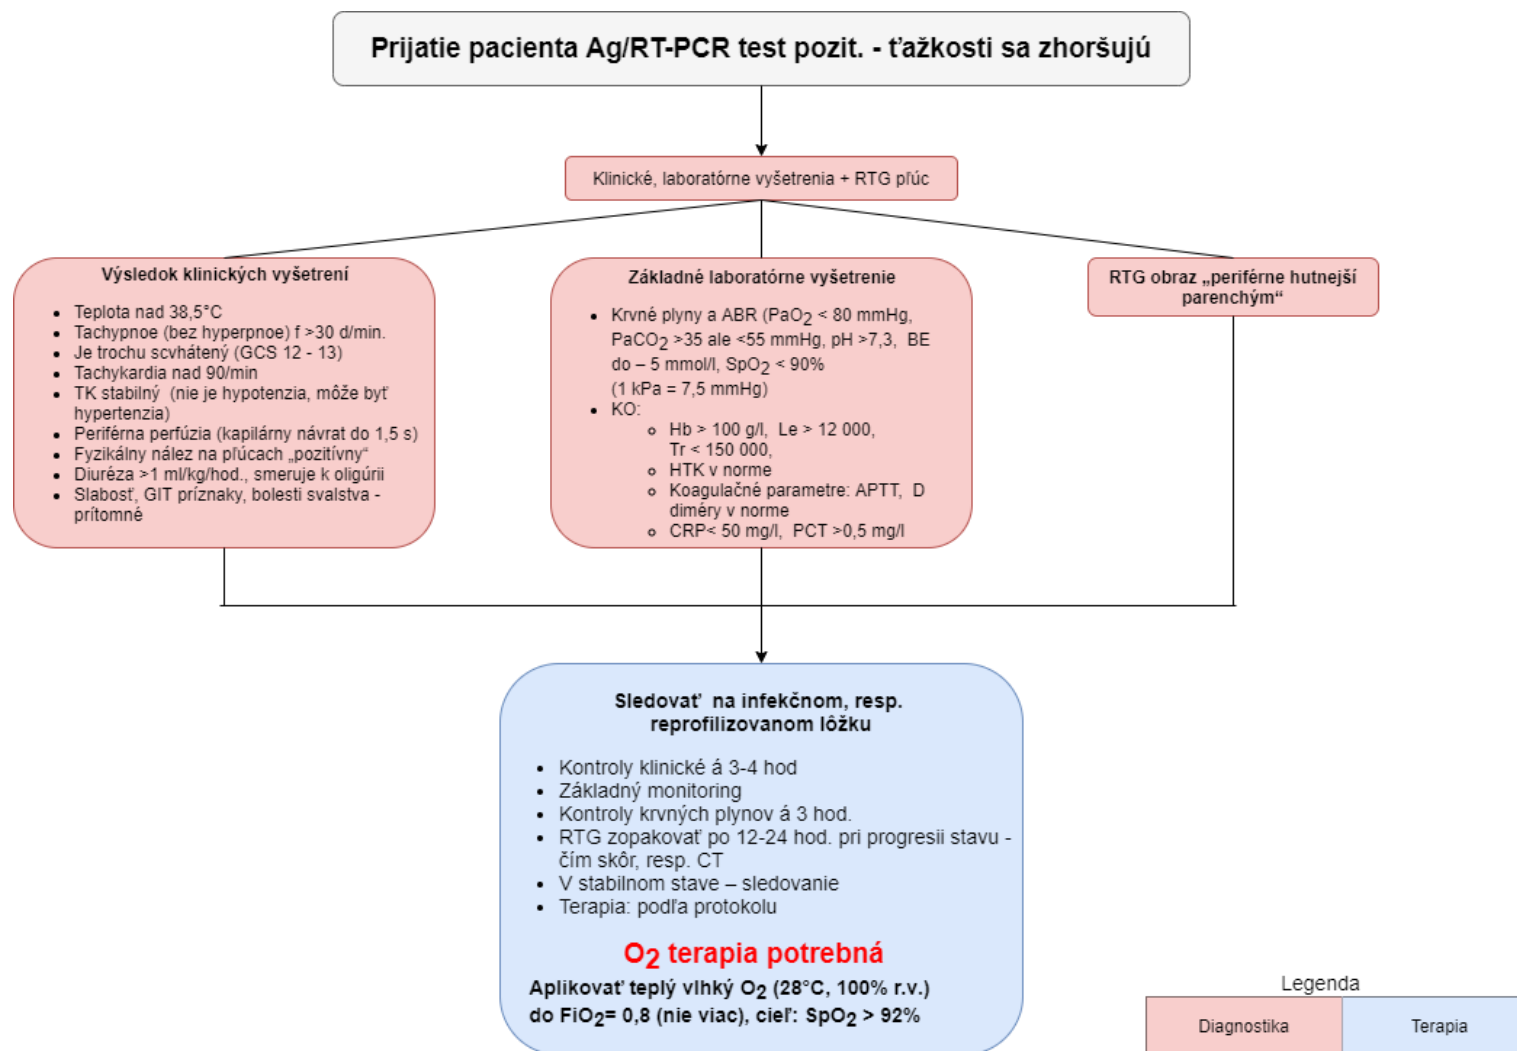 Prijatie pacienta Ag/RT-PCR test pozit. - ťažkosti sa zhoršujú
Klinické, laboratórne vyšetrenia + RTG pľúc
Výsledok klinických vyšetrení
• Teplota nad 38,5°C
• Tachypnoe (bez hyperpnoe) f >30 d/min.
• Je trochu scvhátený (GCS 12 - 13)
• Tachykardia nad 90/min
• TK stabilný (nie je hypotenzia, môže byť
hypertenzia)
• Periférna perfúzia (kapilárny návrat do 1,5 s)
• Fyzikálny nález na pľúcach „pozitívny“
• Diuréza >1 ml/kg/hod., smeruje k oligúrii
• Slabosť, GIT príznaky, bolesti svalstva -
prítomné
Základné laboratórne vyšetrenie
• Krvné plyny a ABR (PaO2 < 80 mmHg,
PaCO2 >35 ale <55 mmHg, pH >7,3, BE
do – 5 mmol/l, SpO2 < 90%
(1 kPa = 7,5 mmHg)
• KO:
○ Hb > 100 g/l, Le > 12 000,
Tr < 150 000,
○ HTK v norme
○ Koagulačné parametre: APTT, D
diméry v norme
○ CRP< 50 mg/l, PCT >0,5 mg/l
RTG obraz „periférne hutnejší
parenchým“
Sledovať na infekčnom, resp.
reprofilizovanom lôžku
• Kontroly klinické á 3-4 hod
• Základný monitoring
• Kontroly krvných plynov á 3 hod.
• RTG zopakovať po 12-24 hod. pri progresii stavu -
čím skôr, resp. CT
• V stabilnom stave – sledovanie
• Terapia: podľa protokolu
O2 terapia potrebná
Aplikovať teplý vlhký O2 (28°C, 100% r.v.)
do FiO2= 0,8 (nie viac), cieľ: SpO2 > 92%
Legenda
Diagnostika
Terapia